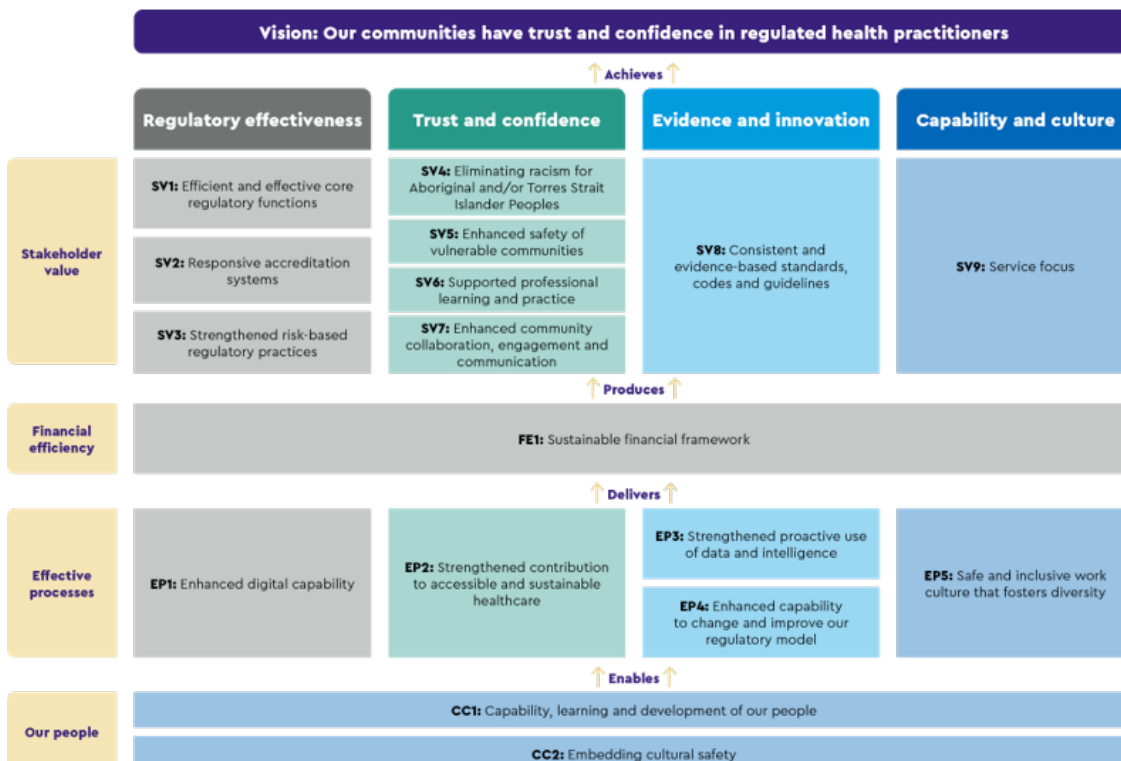 Vision: Our communities have trust and confidence in regulated health practitioners
Achieves
Regulatory effectiveness
Trust and confidence
Evidence and innovation
Capability and culture
Stakeholder
value
SV1: Efficient and effective core
regulatory functions
SV2: Responsive accreditation
systems
SV3: Strengthened risk-based
regulatory practices
SV4: Eliminating racism for
Aboriginal and/or Torres Strait
Islander Peoples
SV5: Enhanced safety of
vulnerable communities
SV6: Supported professional
learning and practice
SV7: Enhanced community
collaboration, engagement and
communication
SV8: Consistent and
evidence-based standards,
codes and guidelines
SV9: Service focus
Produces
Financial
efficiency
FE1: Sustainable financial framework
Delivers
Effective
processes
EP1: Enhanced digital capability
EP2: Strengthened contribution
to accessible and sustainable
healthcare
EP3: Strengthened proactive use
of data and intelligence
EP4: Enhanced capability
to change and improve our
regulatory model
EP5: Safe and inclusive work
culture that fosters diversity
Enables
Our people
CC1: Capability, learning and development of our people
CC2: Embedding cultural safety